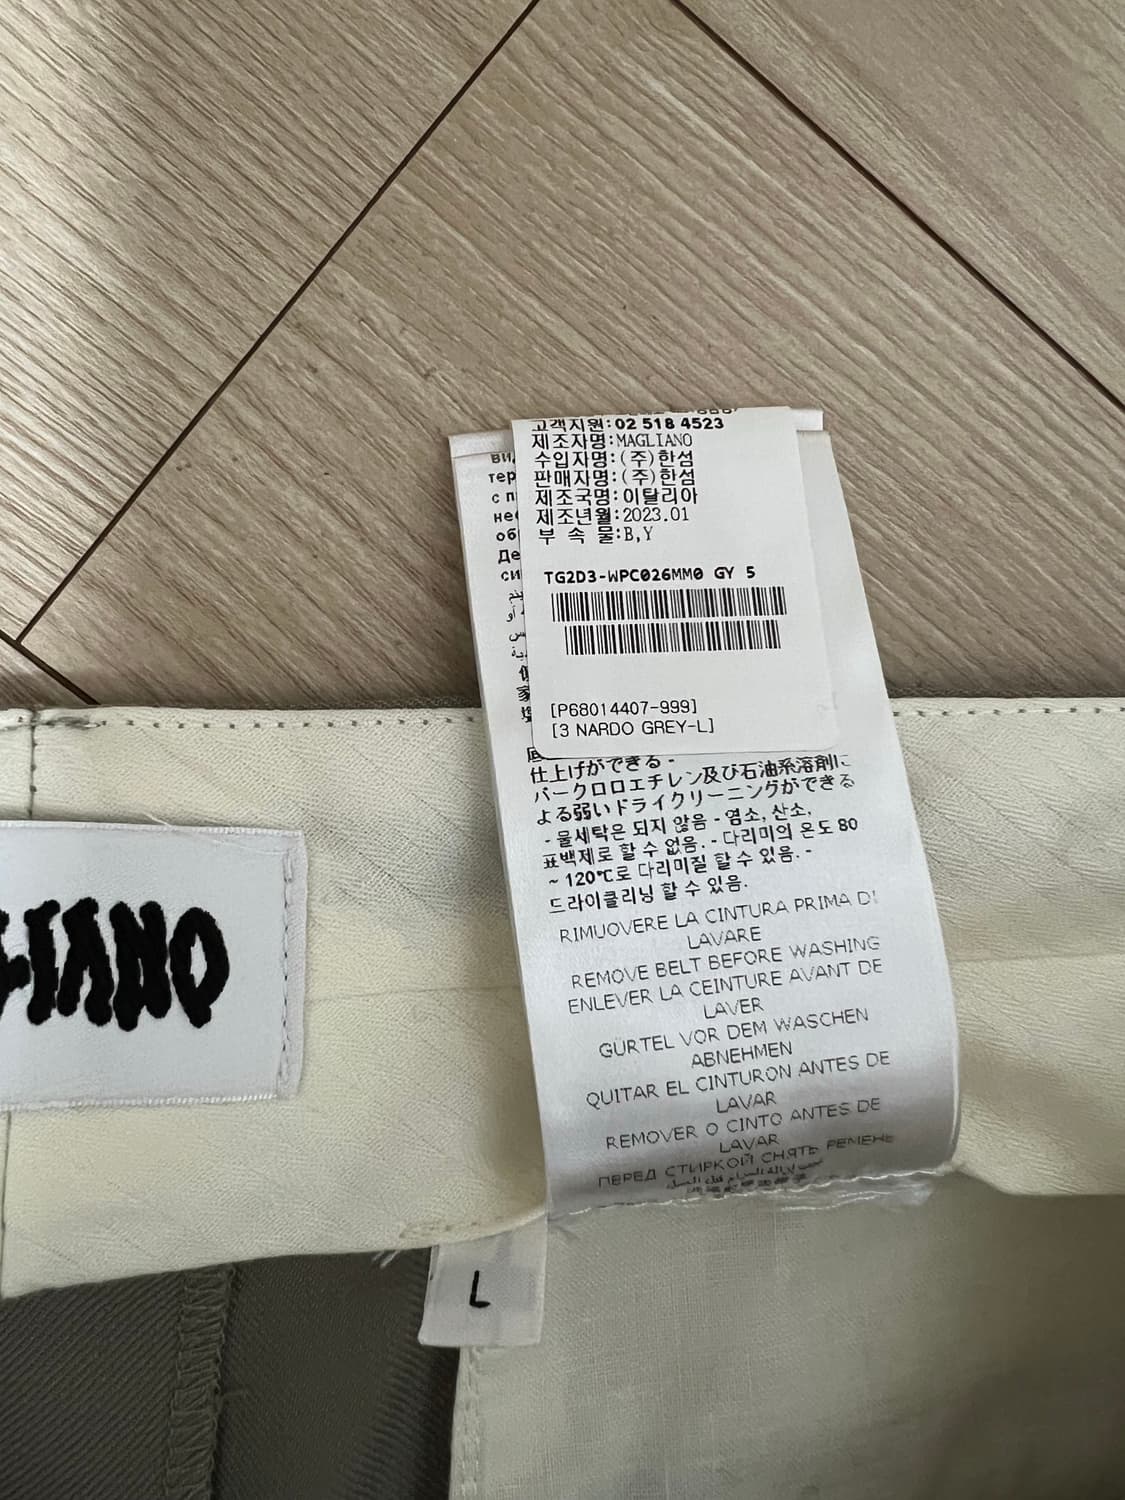 고객지원:02 518 4523
제조자명:MAGLIANO
수입자명:(주)한섬
판매자명:(주)한섬
제조국명:이탈리아
제조년월:2023.01
부 속 물:B,Y
TG2D3-WPC026MM0 GY 5
[P68014407-999]
[3 NARDO GREY-L]
仕上げができる -
パークロロエチレン及び石油系溶剤に
よる弱いドライクリーニングができる
- 물세탁은 되지 않음 - 염소, 산소,
표백제로 할 수 없음. - 다리미의 온도 80
~ 120℃로 다리미질 할 수 있음. -
드라이클리닝 할 수 있음.
RIMUOVERE LA CINTURA PRIMA DI
LAVARE
REMOVE BELT BEFORE WASHING
ENLEVER LA CEINTURE AVANT DE
LAVER
GÜRTEL VOR DEM WASCHEN
ABNEHMEN
QUITAR EL CINTURON ANTES DE
LAVAR
REMOVER O CINTO ANTES DE
LAVAR
ПЕРЕД СТИРКОЙ СНЯТЬ РЕМЕНЬ
GLIANO
L